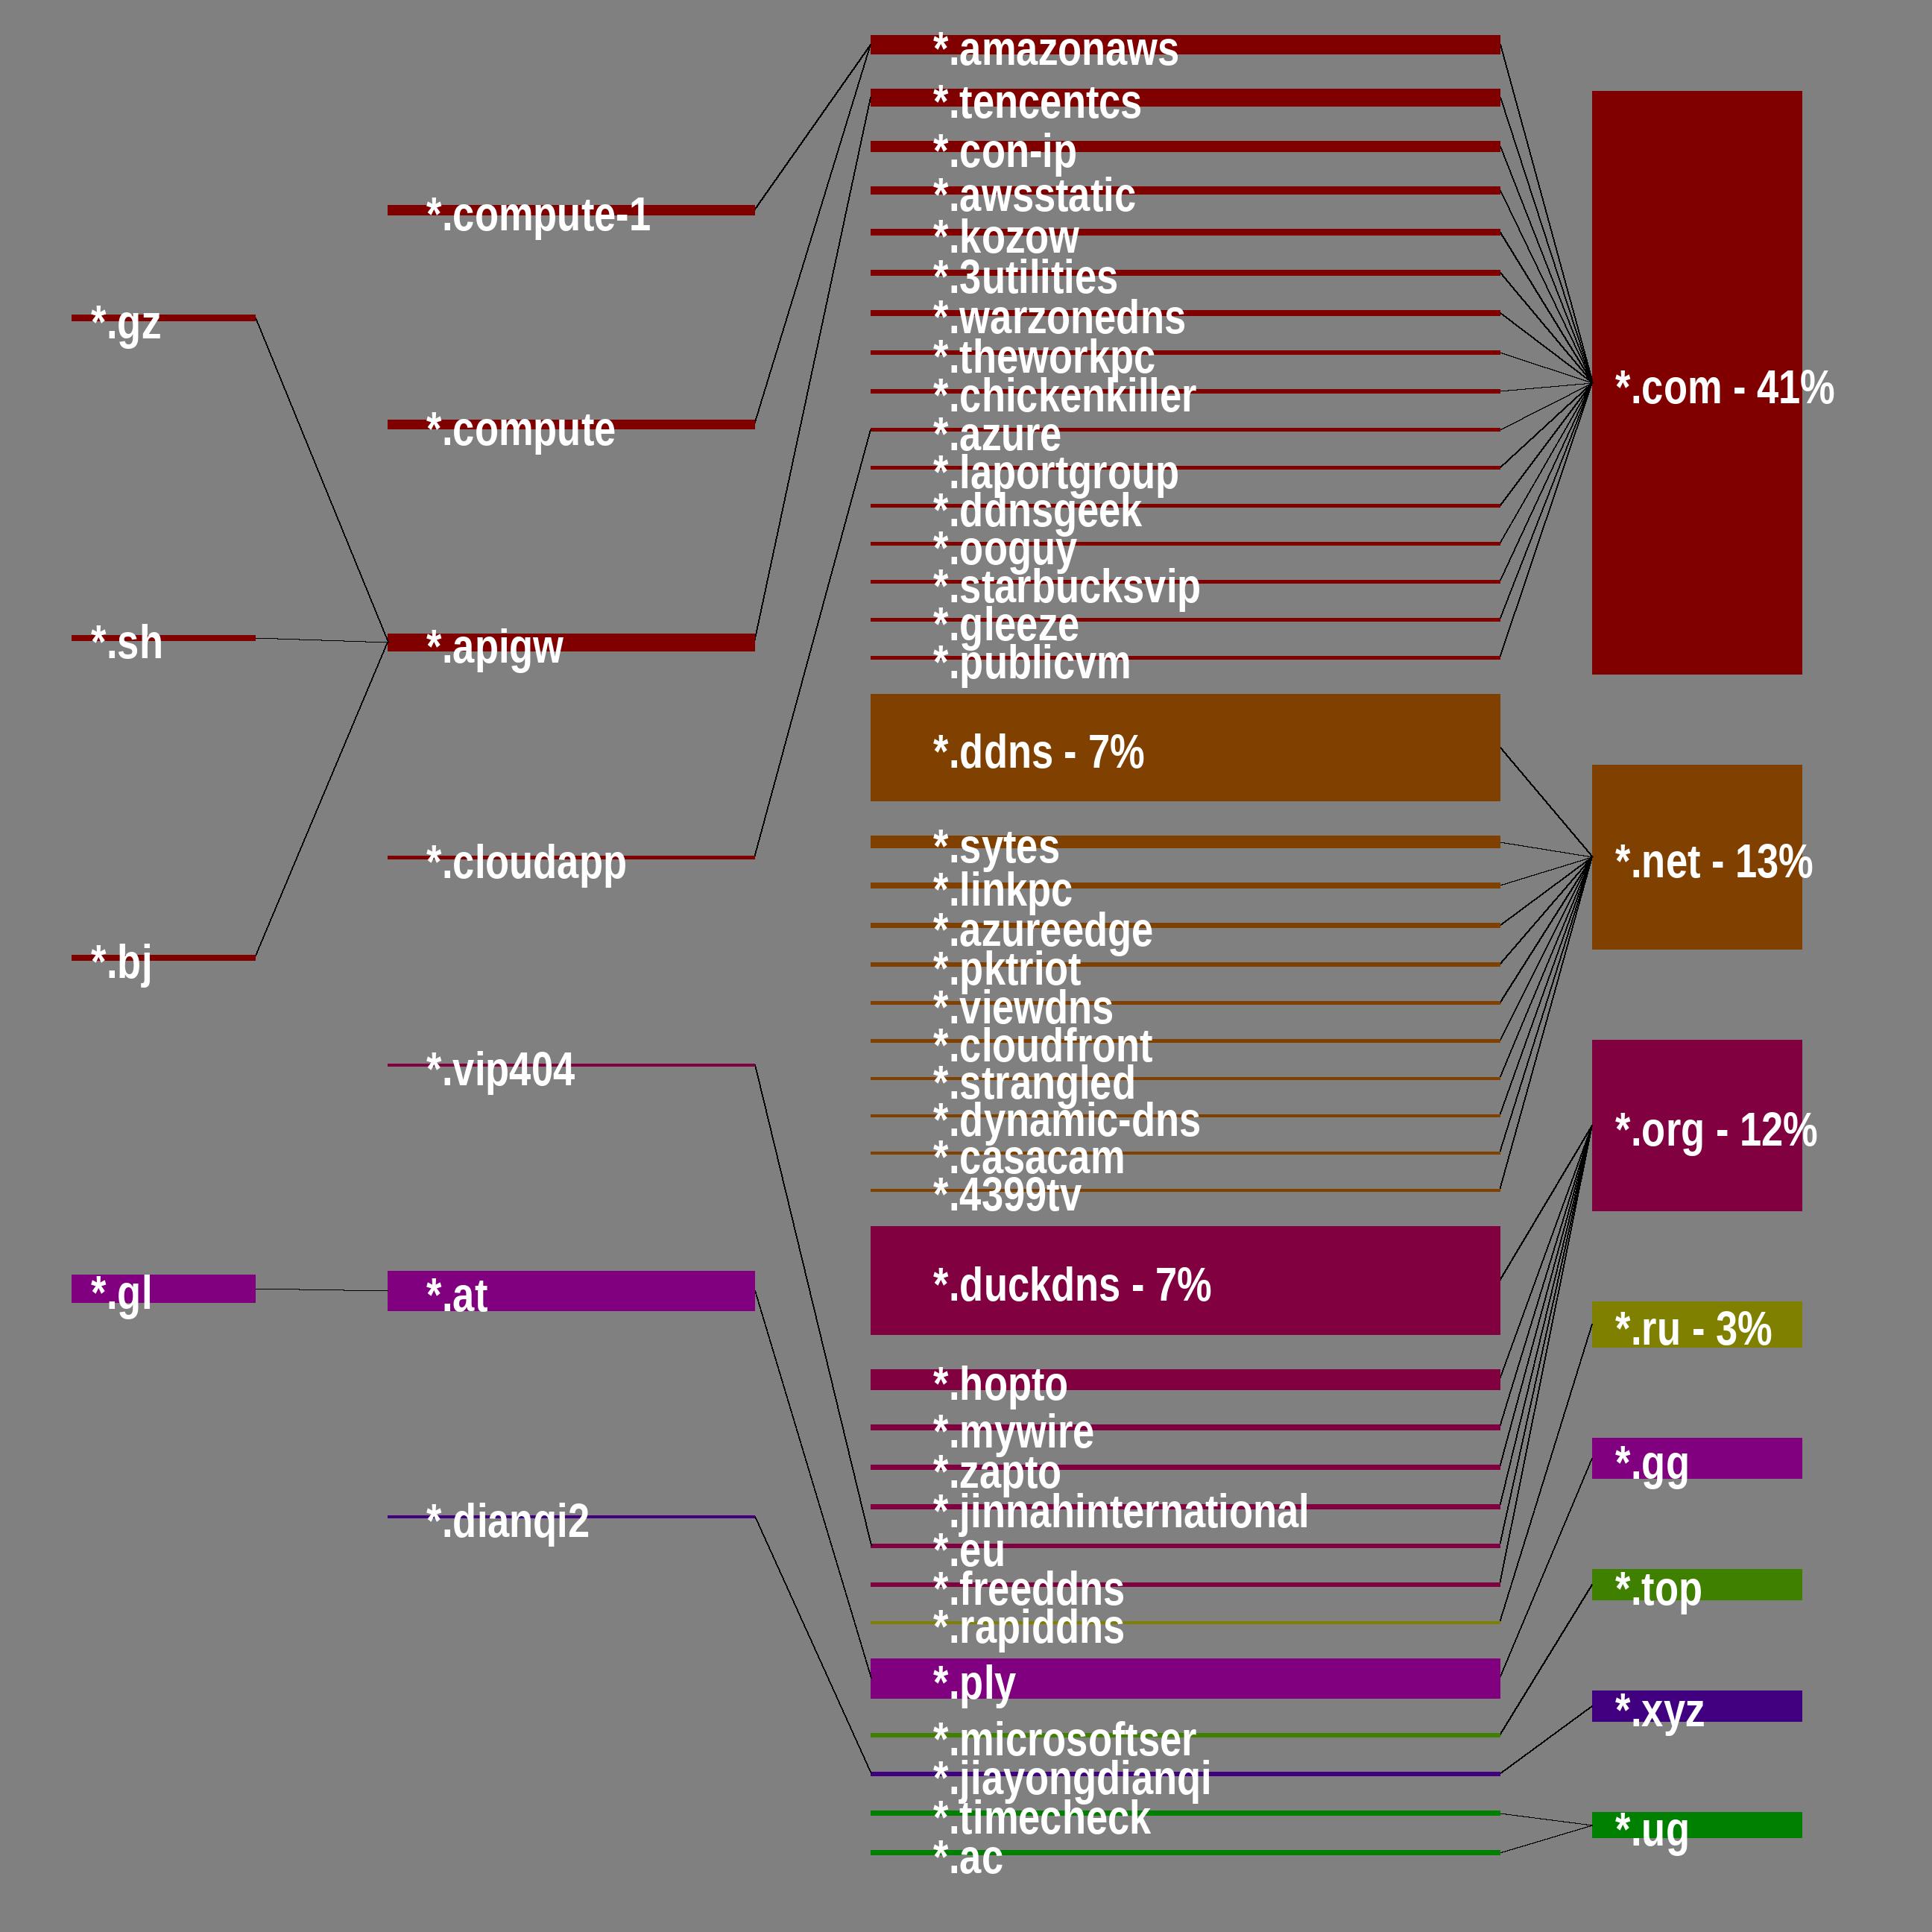 *.gz
*.sh
*.bj
*.gl
*.compute-1
*.compute
*.apigw
*.cloudapp
*.vip404
*.at
*.dianqi2
*.amazonaws
*.tencentcs
*.con-ip
*.awsstatic
*.kozow
*.3utilities
*.warzonedns
*.theworkpc
*.chickenkiller
*.azure
*.laportgroup
*.ddnsgeek
*.ooguy
*.starbucksvip
*.gleeze
*.publicvm
*.ddns - 7%
*.sytes
*.linkpc
*.azureedge
*.pktriot
*.viewdns
*.cloudfront
*.strangled
*.dynamic-dns
*.casacam
*.4399tv
*.duckdns - 7%
*.hopto
*.mywire
*.zapto
*.jinnahinternational
*.eu
*.freeddns
*.rapiddns
*.ply
*.microsoftser
*.jiayongdianqi
*.timecheck
*.ac
*.com - 41%
*.net - 13%
*.org - 12%
*.ru - 3%
*.gg
*.top
*.xyz
*.ug